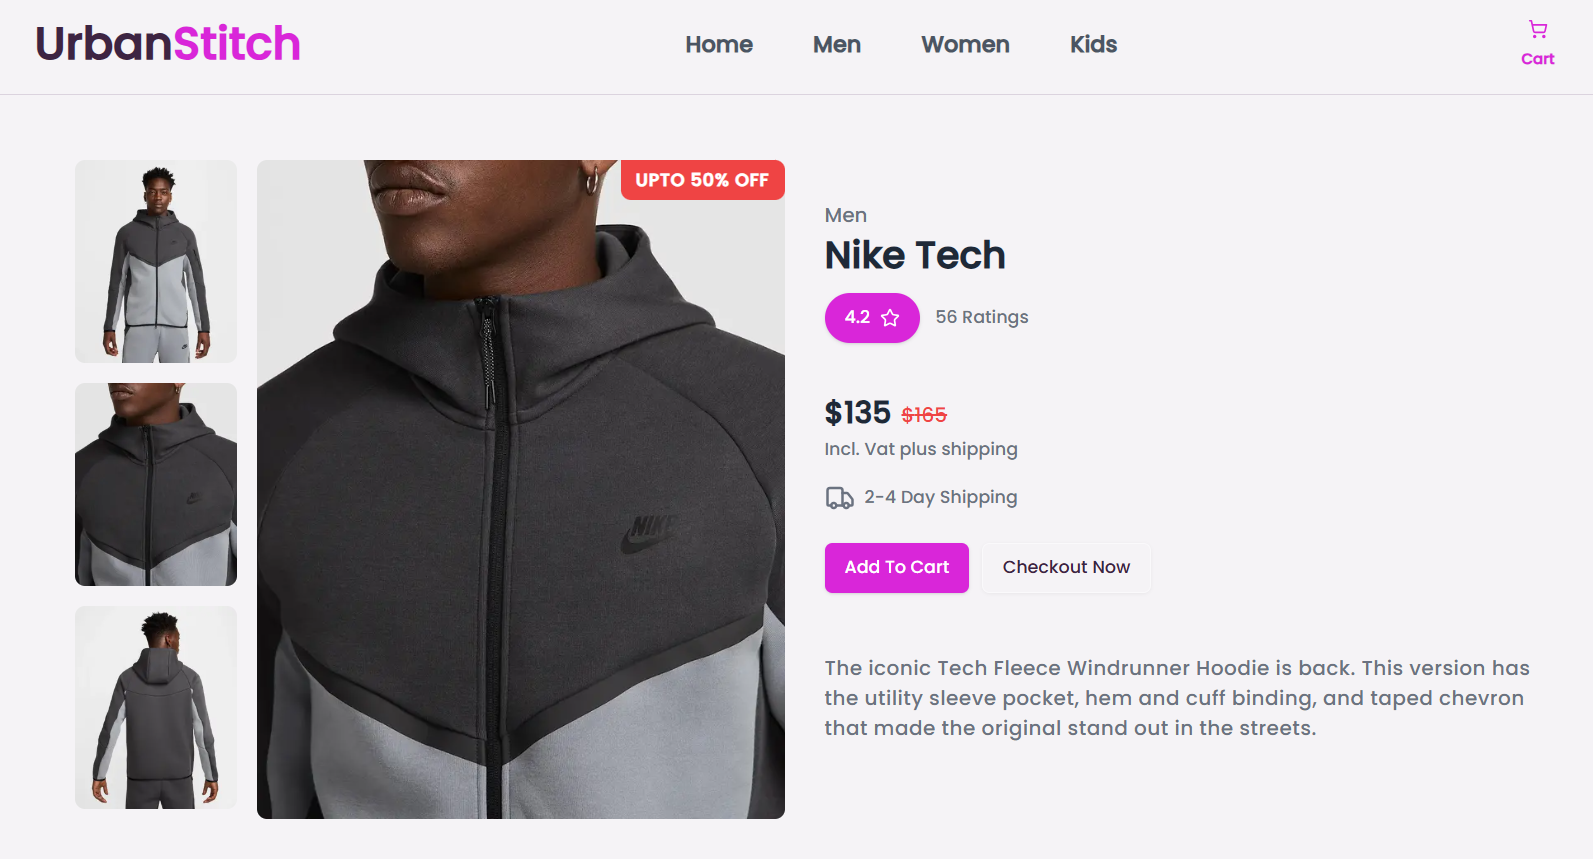 UrbanStitch
Home
Men
Women
Kids
Cart
UPTO 50% OFF
NIKE
Men
Nike Tech
4.2
56 Ratings
$135 $165
Incl. Vat plus shipping
2-4 Day Shipping
Add To Cart
Checkout Now
The iconic Tech Fleece Windrunner Hoodie is back. This version has
the utility sleeve pocket, hem and cuff binding, and taped chevron
that made the original stand out in the streets.